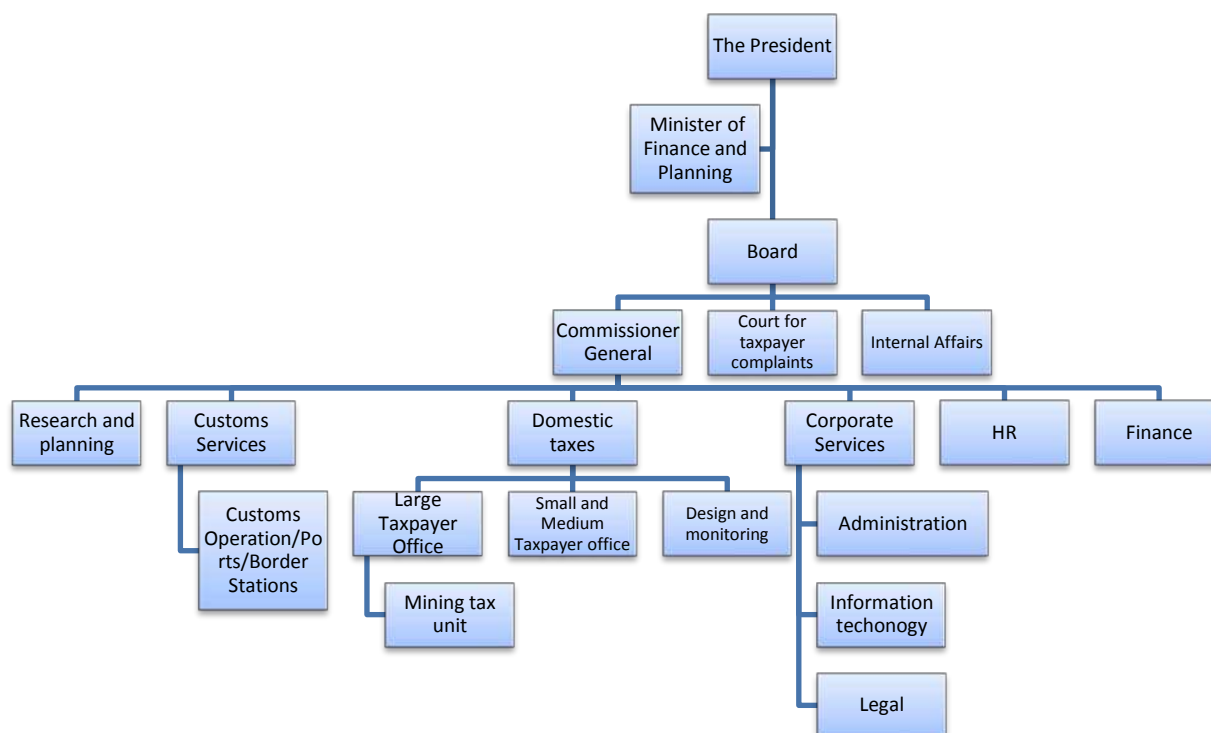 The President
Minister of
Finance and
Planning
Board
Commissioner
General
Court for
taxpayer
complaints
Internal Affairs
Research and
planning
Customs
Services
Domestic
taxes
Corporate
Services
HR
Finance
Customs
Operation/Po
rts/Border
Stations
Large
Taxpayer
Office
Small and
Medium
Taxpayer office
Design and
monitoring
Administration
Mining tax
unit
Information
techonogy
Legal